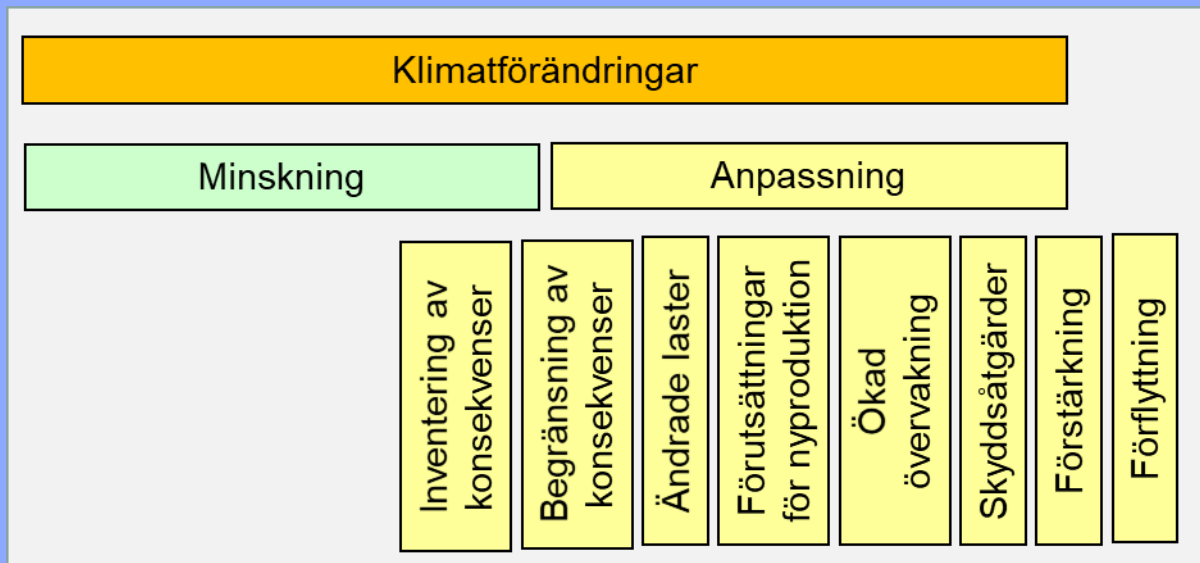 Klimatförändringar
Minskning
Anpassning
Inventering av
konsekvenser
Begränsning av
konsekvenser
Ändrade laster
Förutsättningar
för nyproduktion
Ökad
övervakning
Skyddsåtgärder
Förstärkning
Förflyttning